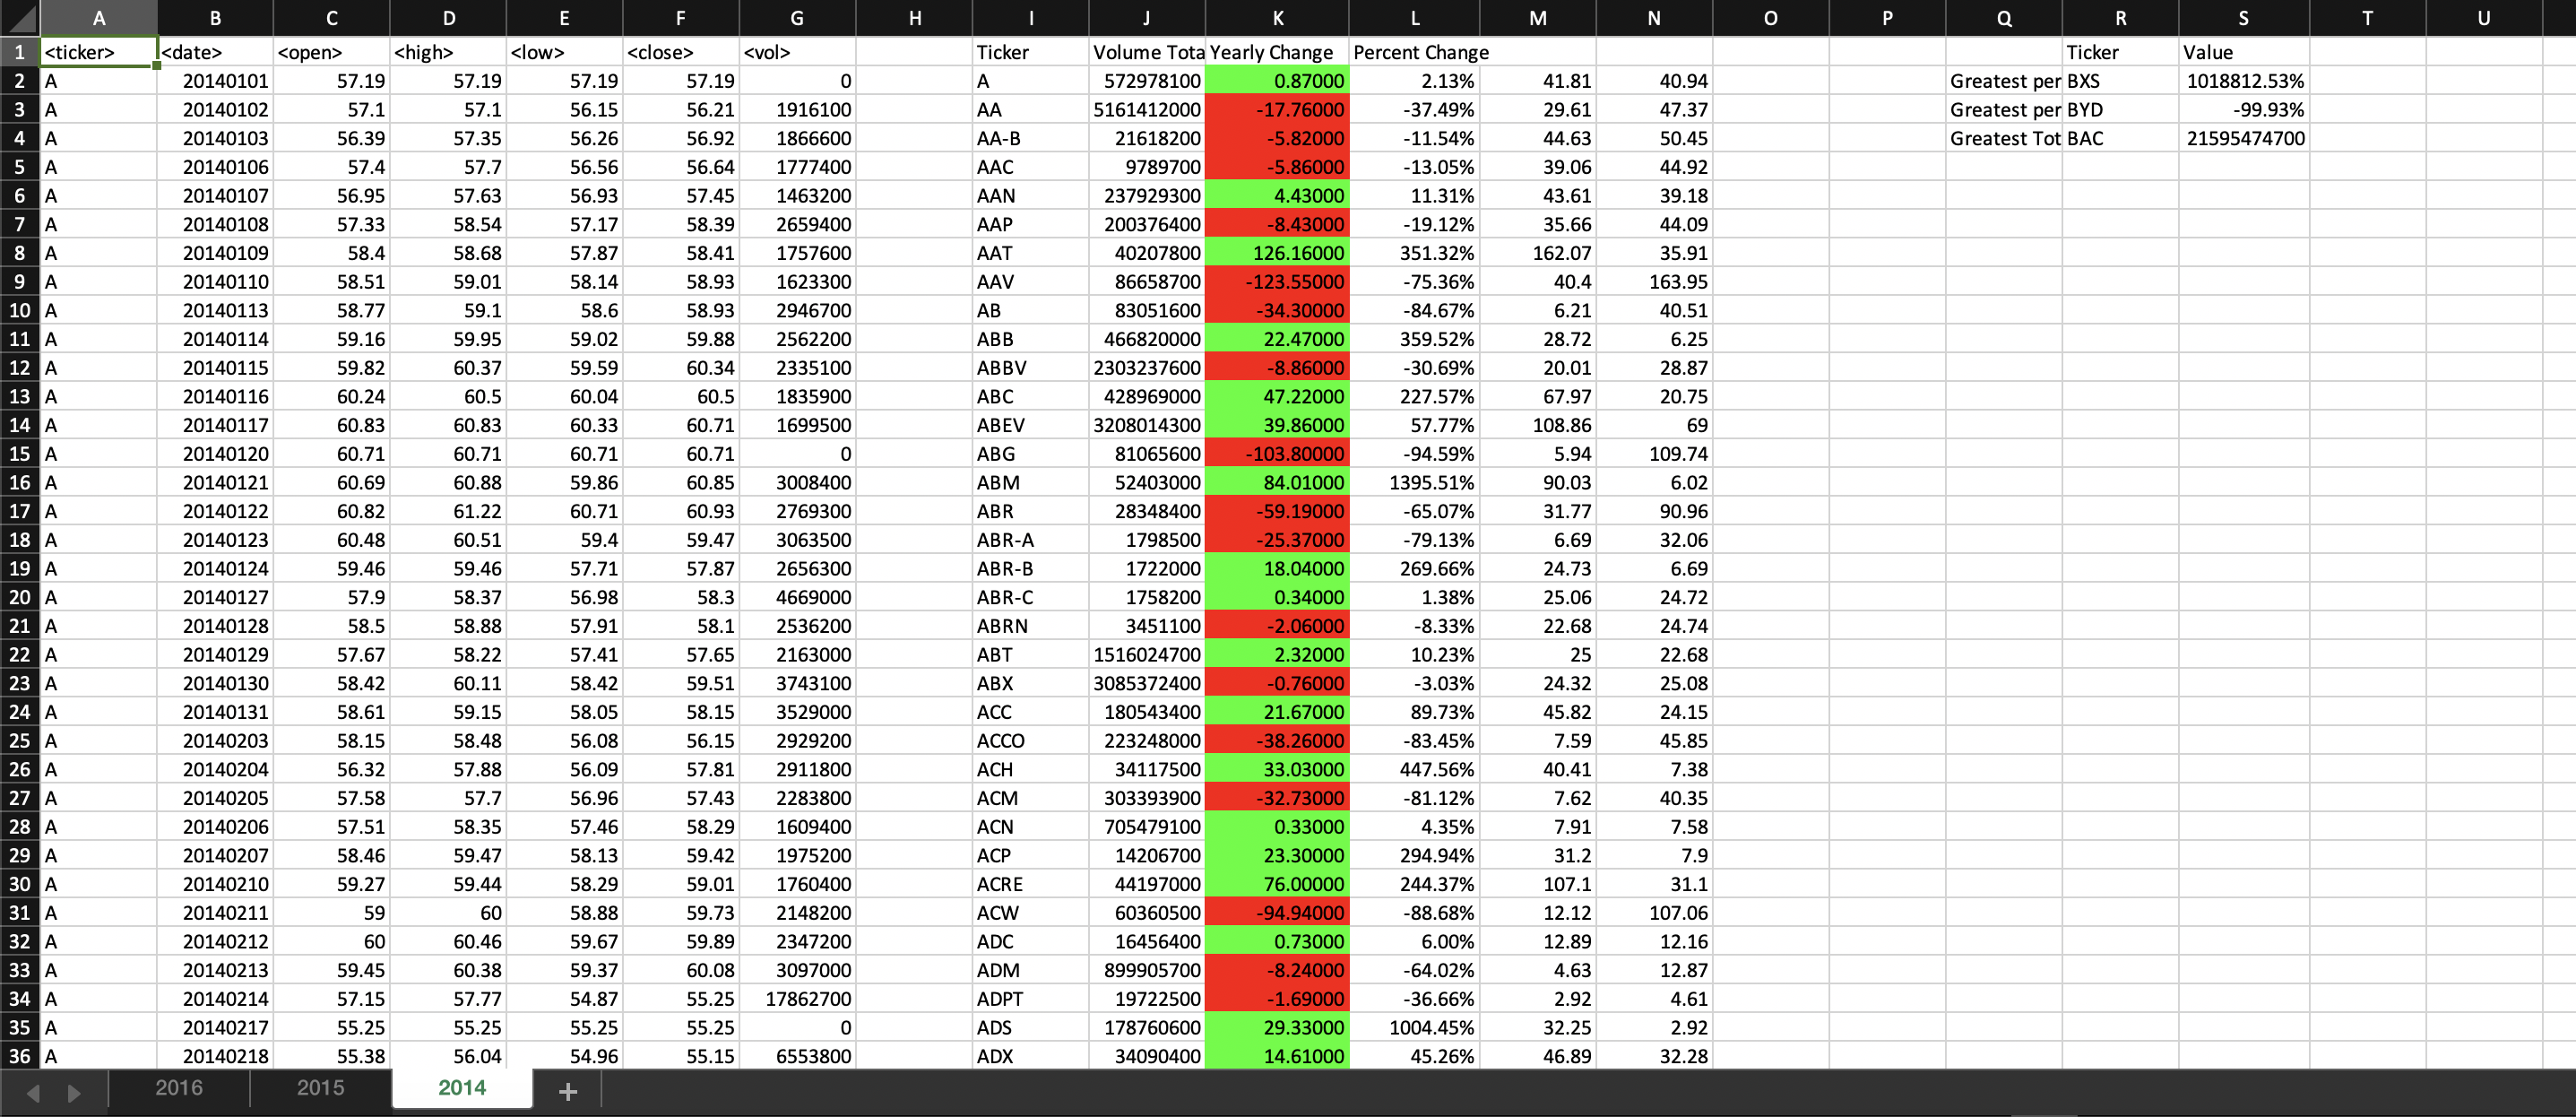 A B C D E F G H I J K L M N O P Q R S T U
1 <ticker> <date> <open> <high> <low> <close> <vol> Ticker Volume Tota Yearly Change Percent Change Ticker Value
2 A 20140101 57.19 57.19 57.19 57.19 0 A 572978100 0.87000 2.13% 41.81 40.94 Greatest per BXS 1018812.53%
3 A 20140102 57.1 57.1 56.15 56.21 1916100 AA 5161412000 -17.76000 -37.49% 29.61 47.37 Greatest per BYD -99.93%
4 A 20140103 56.39 57.35 56.26 56.92 1866600 AA-B 21618200 -5.82000 -11.54% 44.63 50.45 Greatest Tot BAC 21595474700
5 A 20140106 57.4 57.7 56.56 56.64 1777400 AAC 9789700 -5.86000 -13.05% 39.06 44.92
6 A 20140107 56.95 57.63 56.93 57.45 1463200 AAN 237929300 4.43000 11.31% 43.61 39.18
7 A 20140108 57.33 58.54 57.17 58.39 2659400 AAP 200376400 -8.43000 -19.12% 35.66 44.09
8 A 20140109 58.4 58.68 57.87 58.41 1757600 AAT 40207800 126.16000 351.32% 162.07 35.91
9 A 20140110 58.51 59.01 58.14 58.93 1623300 AAV 86658700 -123.55000 -75.36% 40.4 163.95
10 A 20140113 58.77 59.1 58.6 58.93 2946700 AB 83051600 -34.30000 -84.67% 6.21 40.51
11 A 20140114 59.16 59.95 59.02 59.88 2562200 ABB 466820000 22.47000 359.52% 28.72 6.25
12 A 20140115 59.82 60.37 59.59 60.34 2335100 ABBV 2303237600 -8.86000 -30.69% 20.01 28.87
13 A 20140116 60.24 60.5 60.04 60.5 1835900 ABC 428969000 47.22000 227.57% 67.97 20.75
14 A 20140117 60.83 60.83 60.33 60.71 1699500 ABEV 3208014300 39.86000 57.77% 108.86 69
15 A 20140120 60.71 60.71 60.71 60.71 0 ABG 81065600 -103.80000 -94.59% 5.94 109.74
16 A 20140121 60.69 60.88 59.86 60.85 3008400 ABM 52403000 84.01000 1395.51% 90.03 6.02
17 A 20140122 60.82 61.22 60.71 60.93 2769300 ABR 28348400 -59.19000 -65.07% 31.77 90.96
18 A 20140123 60.48 60.51 59.4 59.47 3063500 ABR-A 1798500 -25.37000 -79.13% 6.69 32.06
19 A 20140124 59.46 59.46 57.71 57.87 2656300 ABR-B 1722000 18.04000 269.66% 24.73 6.69
20 A 20140127 57.9 58.37 56.98 58.3 4669000 ABR-C 1758200 0.34000 1.38% 25.06 24.72
21 A 20140128 58.5 58.88 57.91 58.1 2536200 ABRN 3451100 -2.06000 -8.33% 22.68 24.74
22 A 20140129 57.67 58.22 57.41 57.65 2163000 ABT 1516024700 2.32000 10.23% 25 22.68
23 A 20140130 58.42 60.11 58.42 59.51 3743100 ABX 3085372400 -0.76000 -3.03% 24.32 25.08
24 A 20140131 58.61 59.15 58.05 58.15 3529000 ACC 180543400 21.67000 89.73% 45.82 24.15
25 A 20140203 58.15 58.48 56.08 56.15 2929200 ACCO 223248000 -38.26000 -83.45% 7.59 45.85
26 A 20140204 56.32 57.88 56.09 57.81 2911800 ACH 34117500 33.03000 447.56% 40.41 7.38
27 A 20140205 57.58 57.7 56.96 57.43 2283800 ACM 303393900 -32.73000 -81.12% 7.62 40.35
28 A 20140206 57.51 58.35 57.46 58.29 1609400 ACN 705479100 0.33000 4.35% 7.91 7.58
29 A 20140207 58.46 59.47 58.13 59.42 1975200 ACP 14206700 23.30000 294.94% 31.2 7.9
30 A 20140210 59.27 59.44 58.29 59.01 1760400 ACRE 44197000 76.00000 244.37% 107.1 31.1
31 A 20140211 59 60 58.88 59.73 2148200 ACW 60360500 -94.94000 -88.68% 12.12 107.06
32 A 20140212 60 60.46 59.67 59.89 2347200 ADC 16456400 0.73000 6.00% 12.89 12.16
33 A 20140213 59.45 60.38 59.37 60.08 3097000 ADM 899905700 -8.24000 -64.02% 4.63 12.87
34 A 20140214 57.15 57.77 54.87 55.25 17862700 ADPT 19722500 -1.69000 -36.66% 2.92 4.61
35 A 20140217 55.25 55.25 55.25 55.25 0 ADS 178760600 29.33000 1004.45% 32.25 2.92
36 A 20140218 55.38 56.04 54.96 55.15 6553800 ADX 34090400 14.61000 45.26% 46.89 32.28
2016 2015 2014 +